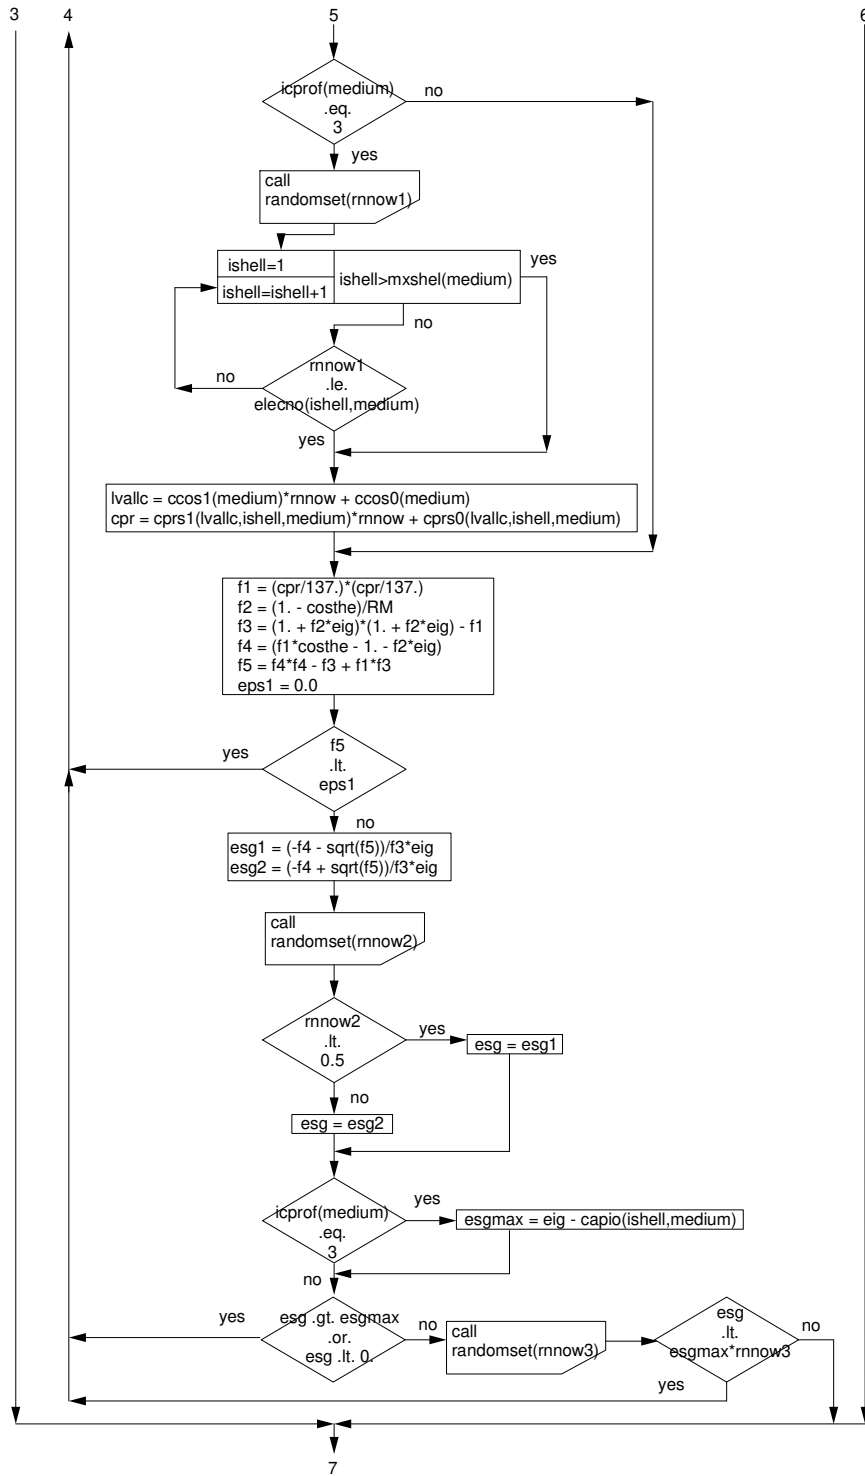 3
4
5
6
icprof(medium)
.eq.
3
no
yes
call
randomset(rnnow1)
ishell=1
ishell=ishell+1
ishell>mxshel(medium)
yes
no
rnnow1
.le.
elecno(ishell,medium)
no
yes
lvallc = ccos1(medium)*rnnow + ccos0(medium)
cpr = cprs1(lvallc,ishell,medium)*rnnow + cprs0(lvallc,ishell,medium)
f1 = (cpr/137.)*(cpr/137.)
f2 = (1. - costhe)/RM
f3 = (1. + f2*eig)*(1. + f2*eig) - f1
f4 = (f1*costhe - 1. - f2*eig)
f5 = f4*f4 - f3 + f1*f3
eps1 = 0.0
f5
.lt.
eps1
yes
no
esg1 = (-f4 - sqrt(f5))/f3*eig
esg2 = (-f4 + sqrt(f5))/f3*eig
call
randomset(rnnow2)
rnnow2
.lt.
0.5
yes
esg = esg1
no
esg = esg2
icprof(medium)
.eq.
3
yes
esgmax = eig - capio(ishell,medium)
no
esg .gt. esgmax
.or.
esg .lt. 0.
yes
no
call
randomset(rnnow3)
esg
.lt.
esgmax*rnnow3
no
yes
7